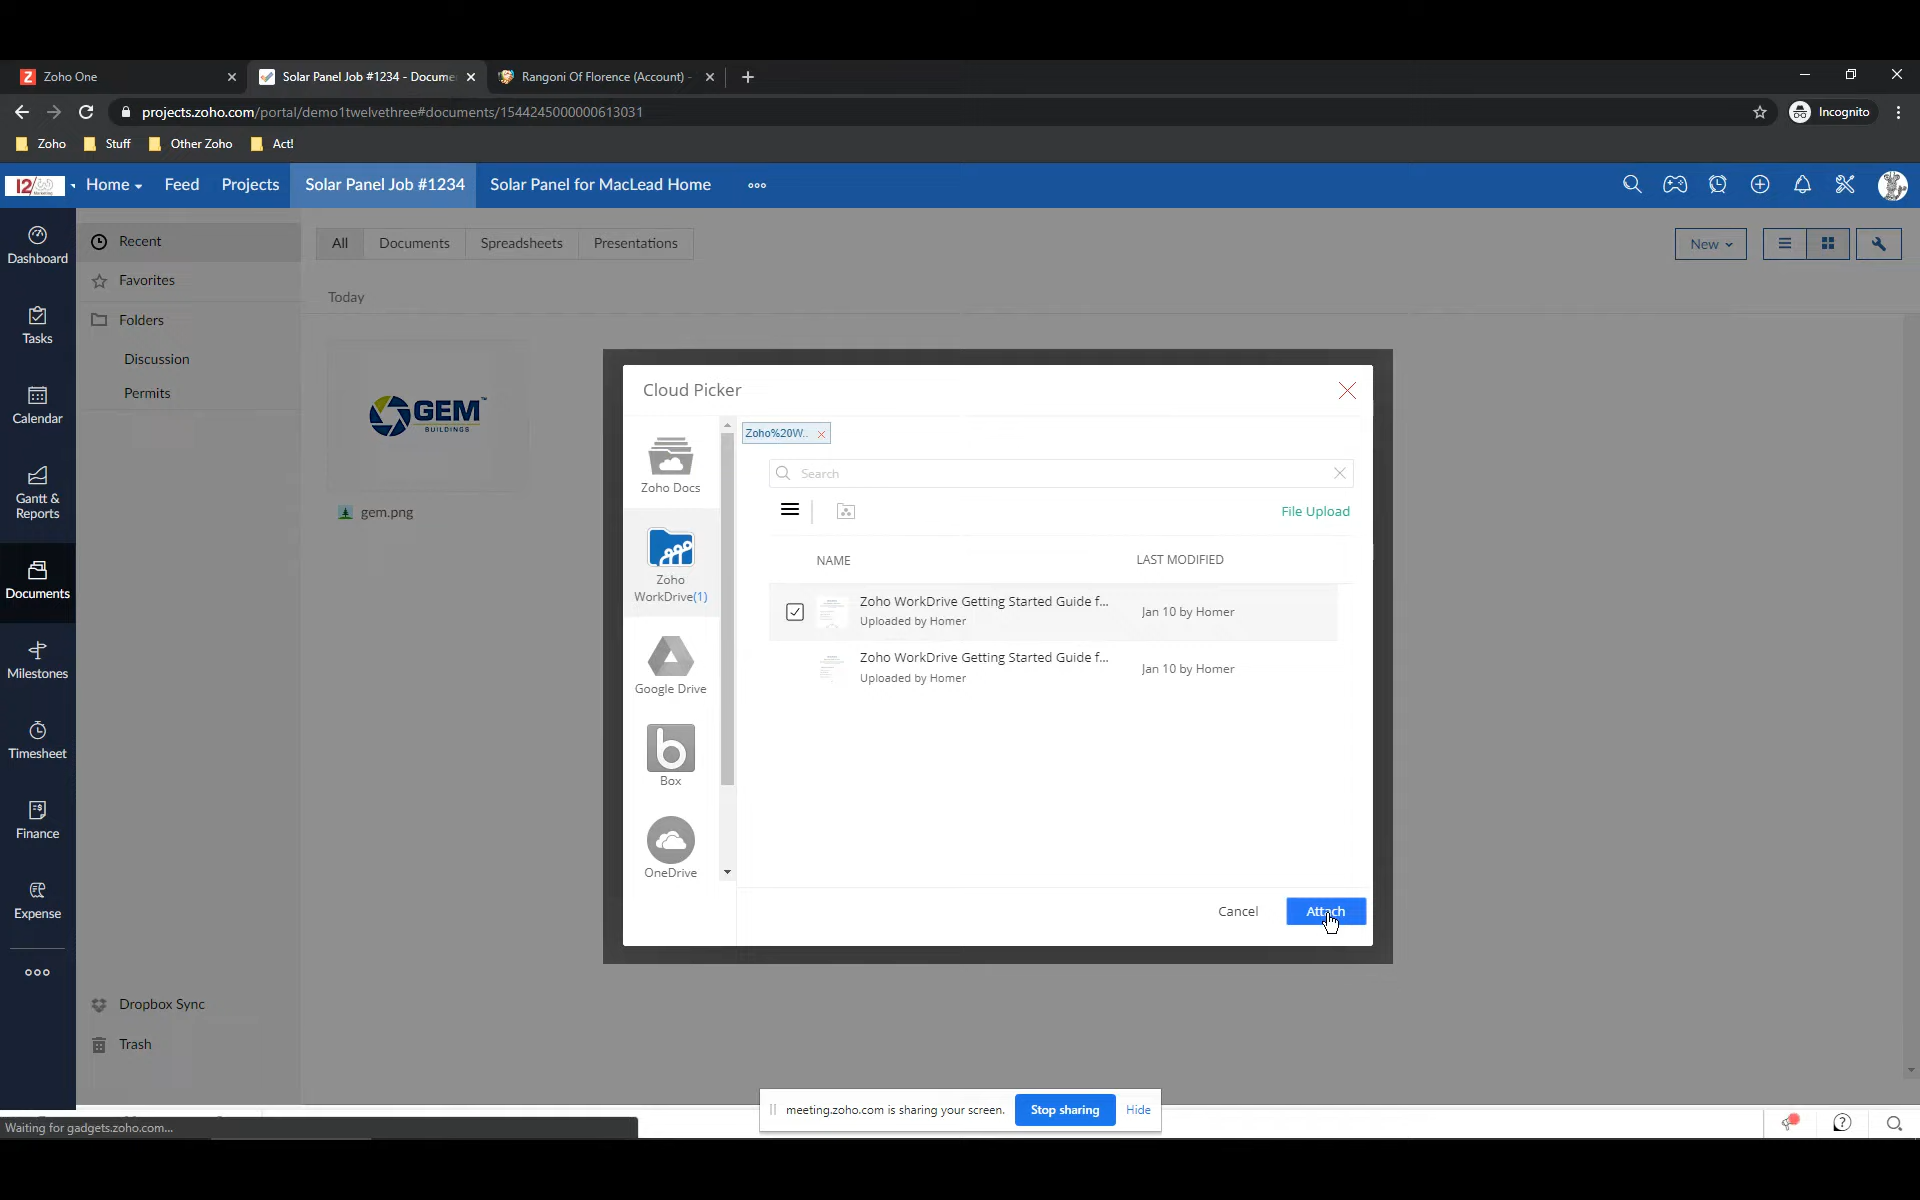 Zoho One
Solar Panel Job #1234 - Docume
Rangoni Of Florence (Account) -
projects.zoho.com/portal/demo1twelvethree#documents/1544245000000613031
Incognito
Zoho
Stuff
Other Zoho
Act!
12/3
Home
Feed
Projects
Solar Panel Job #1234
Solar Panel for MacLead Home
Dashboard
Tasks
Calendar
Gantt &
Reports
Documents
Milestones
Timesheet
Finance
Expense
Recent
Favorites
Folders
Discussion
Permits
Dropbox Sync
Trash
All
Documents
Spreadsheets
Presentations
New
Today
GEM™
BUILDINGS
gem.png
Cloud Picker
Zoho Docs
Zoho
WorkDrive(1)
Google Drive
Box
OneDrive
Zoho%20W..
Search
File Upload
NAME
LAST MODIFIED
Zoho WorkDrive Getting Started Guide f...
Uploaded by Homer
Jan 10 by Homer
Zoho WorkDrive Getting Started Guide f...
Uploaded by Homer
Jan 10 by Homer
Cancel
Attach
meeting.zoho.com is sharing your screen.
Stop sharing
Hide
Waiting for gadgets.zoho.com...